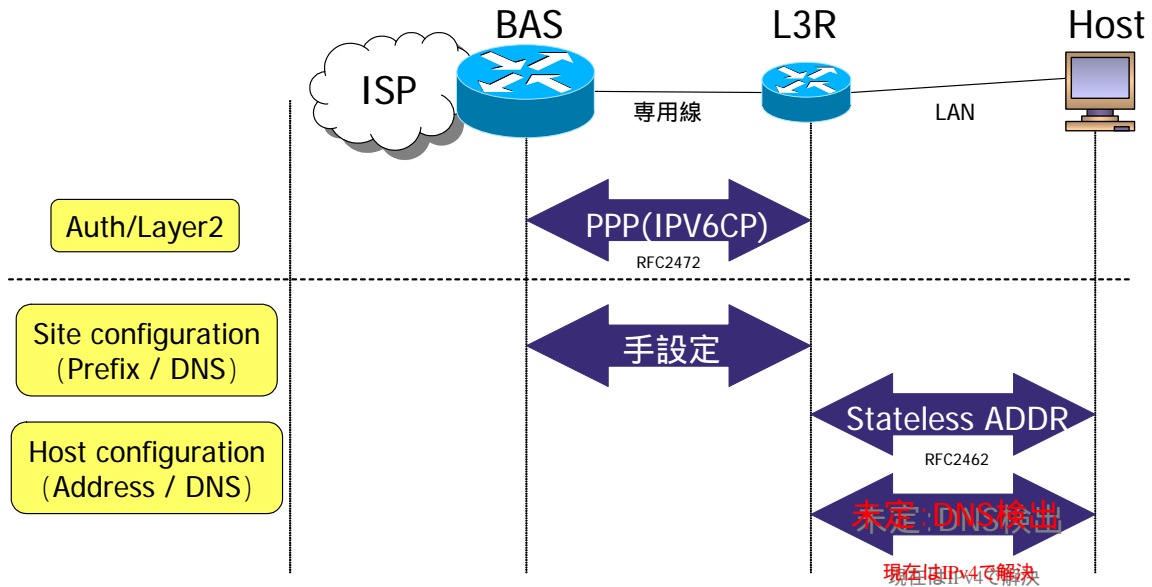 BAS
L3R
Host
ISP
専用線
LAN
Auth/Layer2
PPP(IPV6CP)
RFC2472
Site configuration
(Prefix / DNS)
手設定
Stateless ADDR
RFC2462
Host configuration
(Address / DNS)
未定:DNS検出
現在はIPv4で解決